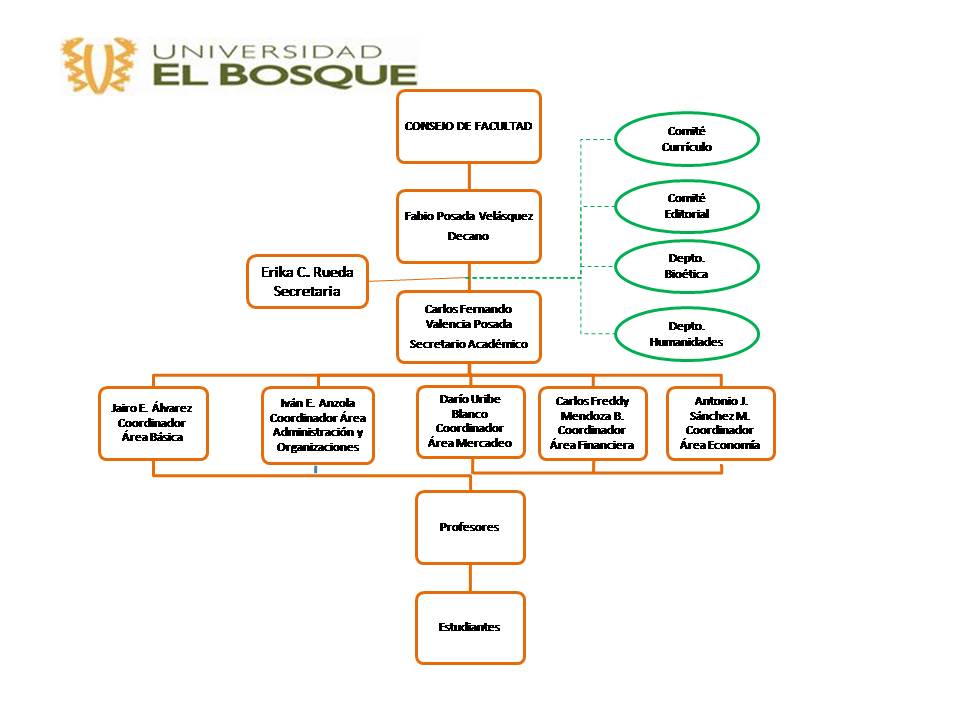 UNIVERSIDAD
EL BOSQUE
CONSEJO DE FACULTAD
Comité
Currículo
Fabio Posada Velásquez
Decano
Comité
Editorial
Erika C. Rueda
Secretaria
Depto.
Bioética
Carlos Fernando
Valencia Posada
Secretario Académico
Depto.
Humanidades
Jairo E. Álvarez
Coordinador
Área Básica
Iván E. Anzola
Coordinador Área
Administración y
Organizaciones
Darío Uribe
Blanco
Coordinador
Área Mercadeo
Carlos Freddy
Mendoza B.
Coordinador
Área Financiera
Antonio J.
Sánchez M.
Coordinador
Área Economía
Profesores
Estudiantes